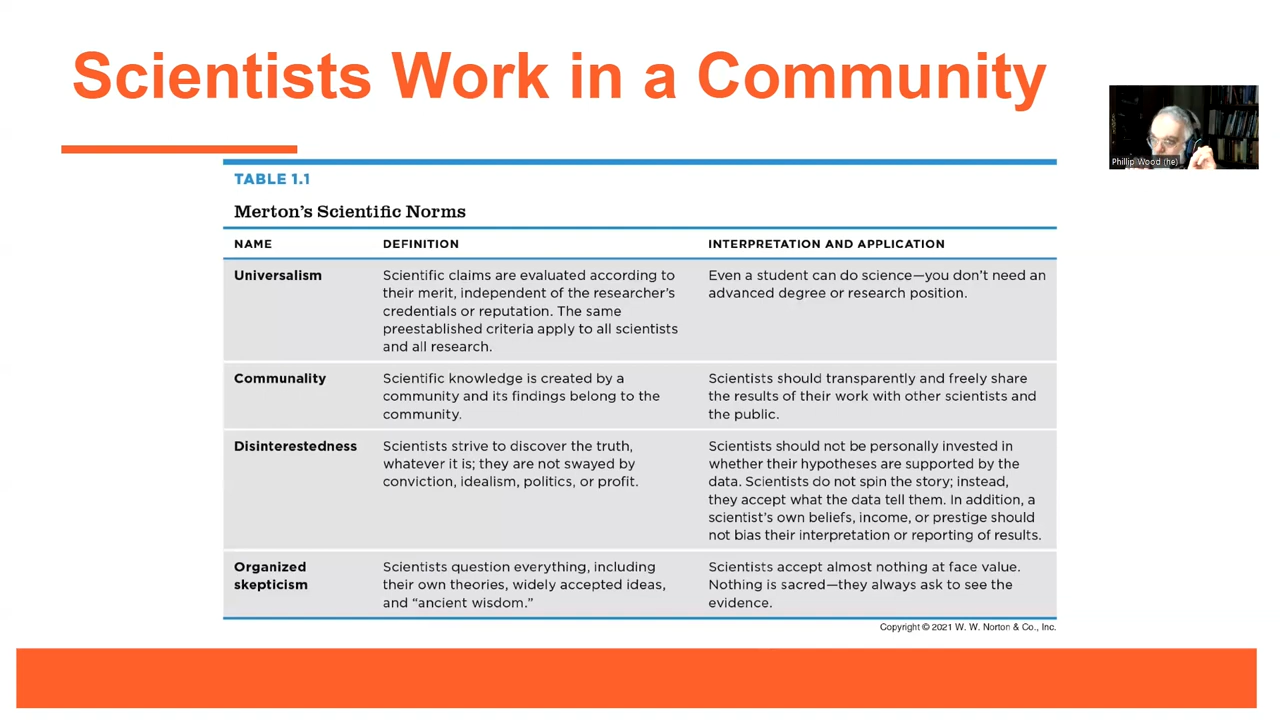 Scientists Work in a Community
Phillip Wood (he)
TABLE 1.1
Merton's Scientific Norms
NAME DEFINITION INTERPRETATION AND APPLICATION
Universalism
Scientific claims are evaluated according to
their merit, independent of the researcher's
credentials or reputation. The same
preestablished criteria apply to all scientists
and all research.
Even a student can do science—you don't need an
advanced degree or research position.
Communality
Scientific knowledge is created by a
community and its findings belong to the
community.
Scientists should transparently and freely share
the results of their work with other scientists and
the public.
Disinterestedness
Scientists strive to discover the truth,
whatever it is; they are not swayed by
conviction, idealism, politics, or profit.
Scientists should not be personally invested in
whether their hypotheses are supported by the
data. Scientists do not spin the story; instead,
they accept what the data tell them. In addition, a
scientist's own beliefs, income, or prestige should
not bias their interpretation or reporting of results.
Organized
skepticism
Scientists question everything, including
their own theories, widely accepted ideas,
and “ancient wisdom.”
Scientists accept almost nothing at face value.
Nothing is sacred—they always ask to see the
evidence.
Copyright © 2021 W. W. Norton & Co., Inc.